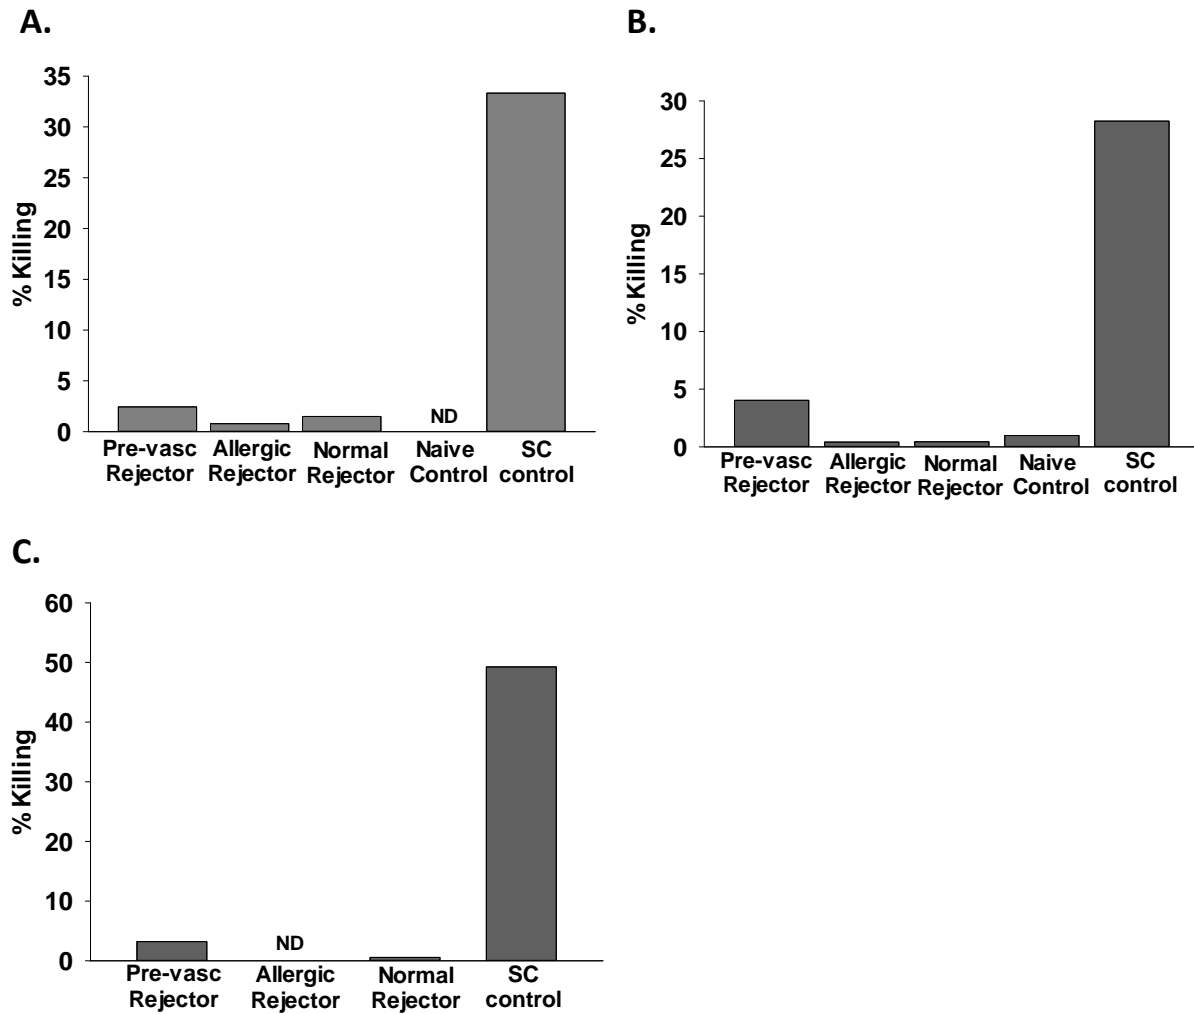 A.
35
30
25
20
15
10
5
0
% Killing
ND
Pre-vasc Rejector
Allergic Rejector
Normal Rejector
Naive Control
SC control
B.
30
25
20
15
10
5
0
% Killing
Pre-vasc Rejector
Allergic Rejector
Normal Rejector
Naive Control
SC control
C.
60
50
40
30
20
10
0
% Killing
ND
Pre-vasc Rejector
Allergic Rejector
Normal Rejector
SC control